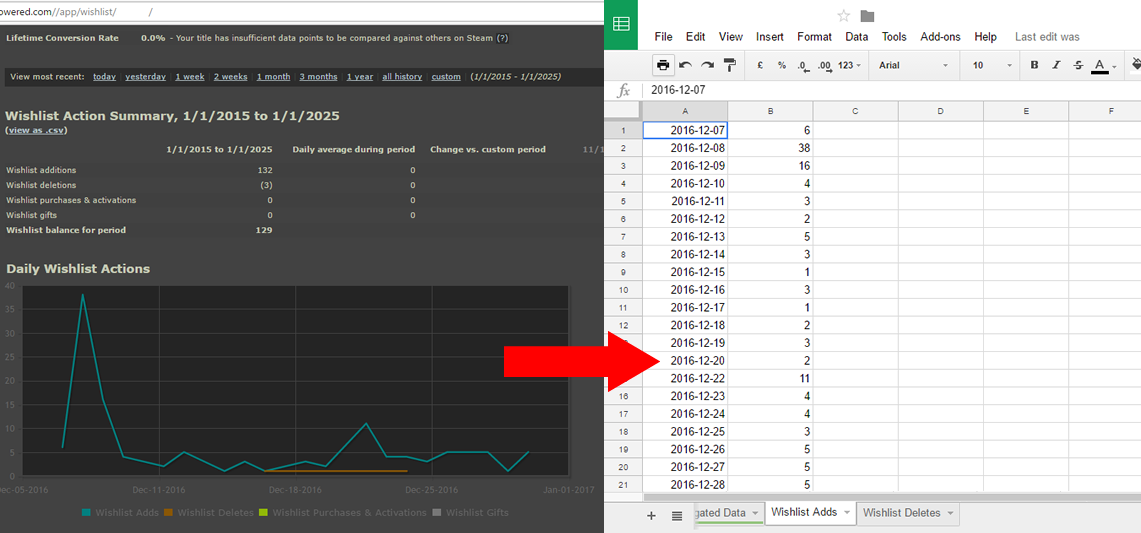 owered.com//app/wishlist/ /
Lifetime Conversion Rate 0.0% - Your title has insufficient data points to be compared against others on Steam (?)
View most recent: today | yesterday | 1 week | 2 weeks | 1 month | 3 months | 1 year | all history | custom | (1/1/2015 - 1/1/2025)
Wishlist Action Summary, 1/1/2015 to 1/1/2025
(view as .csv)
1/1/2015 to 1/1/2025 Daily average during period Change vs. custom period 11/1
Wishlist additions 132 0
Wishlist deletions (3) 0
Wishlist purchases & activations 0 0
Wishlist gifts 0 0
Wishlist balance for period 129
Daily Wishlist Actions
40
35
30
25
20
15
10
5
0
ec-05-2016 Dec-11-2016 Dec-18-2016 Dec-25-2016 Jan-01-2017
Wishlist Adds Wishlist Deletes Wishlist Purchases & Activations Wishlist Gifts
File Edit View Insert Format Data Tools Add-ons Help Last edit was
£ % .0 .00 123 Arial 10 B I S A
fx 2016-12-07
A B C D E F
1 2016-12-07 6
2 2016-12-08 38
3 2016-12-09 16
4 2016-12-10 4
5 2016-12-11 3
6 2016-12-12 2
7 2016-12-13 5
8 2016-12-14 3
9 2016-12-15 1
10 2016-12-16 3
11 2016-12-17 1
12 2016-12-18 2
2016-12-19 3
2016-12-20 2
2016-12-22 11
16 2016-12-23 4
17 2016-12-24 4
18 2016-12-25 3
19 2016-12-26 5
20 2016-12-27 5
21 2016-12-28 5
gated Data Wishlist Adds Wishlist Deletes